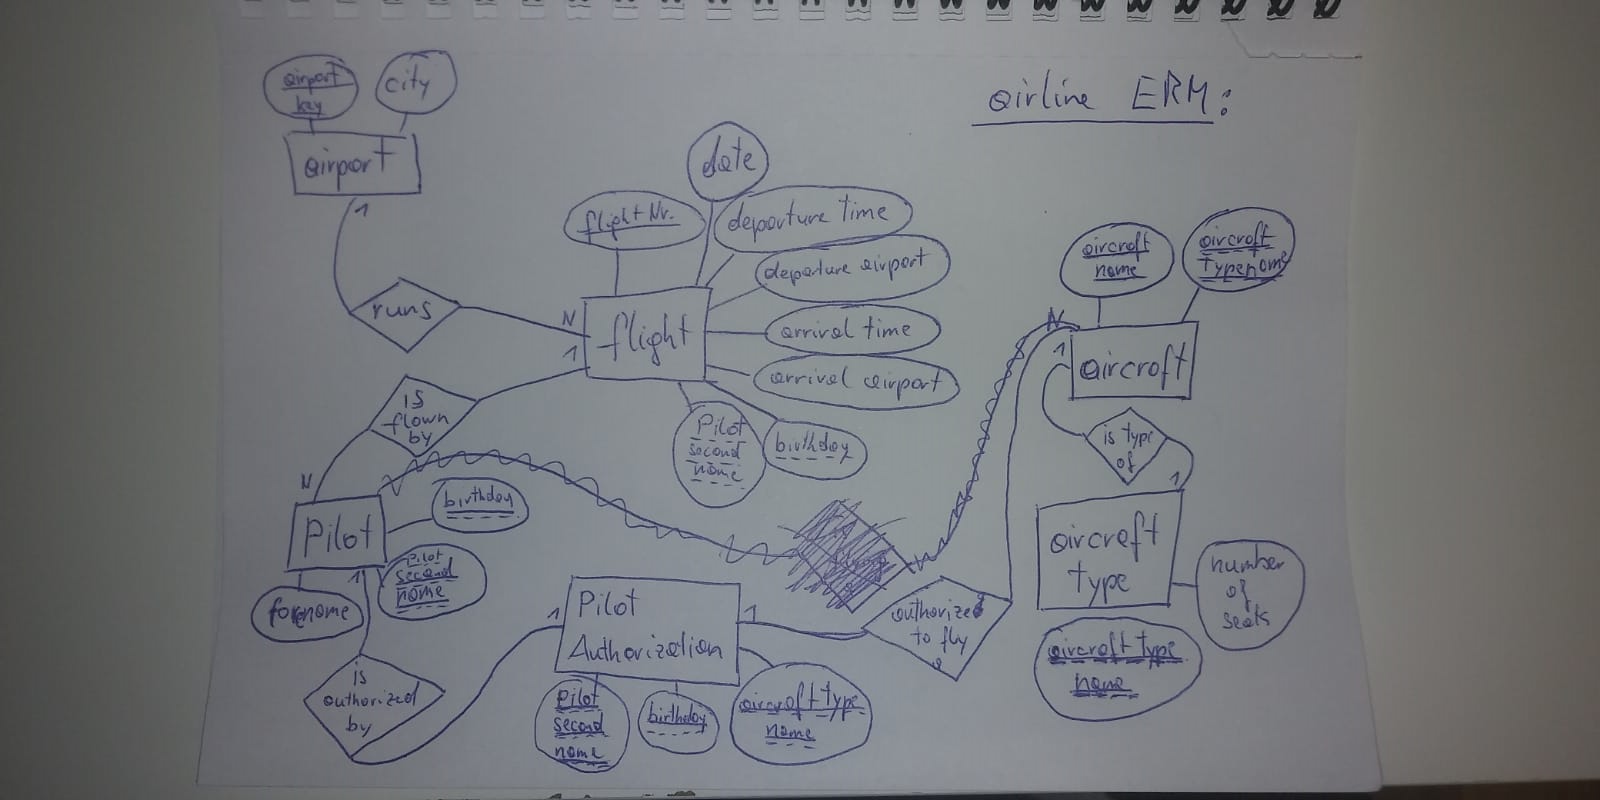 airline ERM:
airport
key
city
airport
1
runs
N
date
flight Nr.
departure time
departure airport
arrival time
arrival airport
flight
1
Pilot
second
name
birthday
is
flown
by
N
Pilot
birthday
Pilot
second
name
forename
1
is
authorized
by
1
Pilot
Authorization
1
Pilot
second
name
birthday
aircraft type
name
authorized
to fly
N
aircraft
name
aircraft
typename
1
aircraft
is type
of
1
aircraft
type
number
of
seats
aircraft type
name